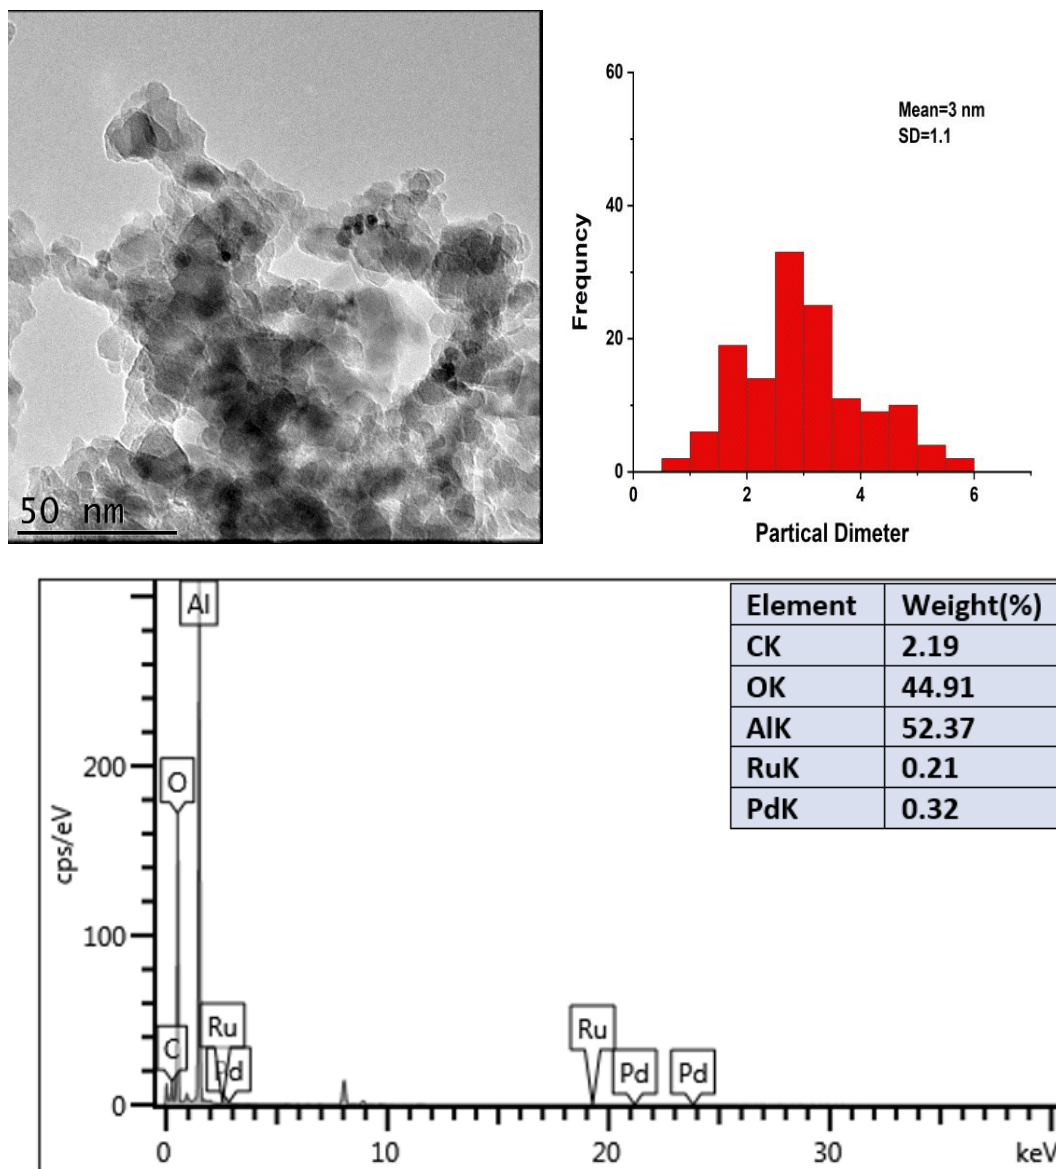 50 nm
60
40
20
0
0 2 4 6
Frequncy
Partical Dimeter
Mean=3 nm
SD=1.1
Al
O
C
Ru
Pd
Ru
Pd
Pd
200
100
0
cps/eV
0 10 20 30 keV
Element Weight(%)
CK 2.19
OK 44.91
AlK 52.37
RuK 0.21
PdK 0.32